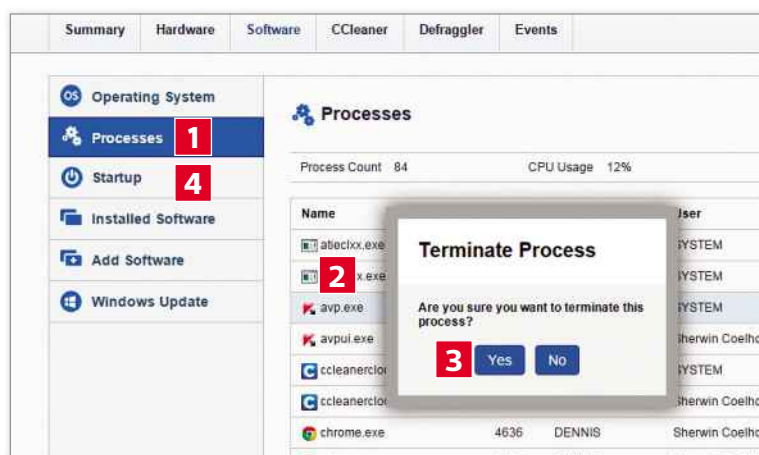 Summary Hardware Software CCleaner Defraggler Events
OS Operating System
Processes 1
Startup 4
Installed Software
Add Software
Windows Update
Processes
Process Count 84 CPU Usage 12%
Name User
atieclxx.exe SYSTEM
2 x.exe SYSTEM
avp.exe SYSTEM
avpui.exe Sherwin Coelho
ccleanerclo SYSTEM
ccleanerclo Sherwin Coelho
chrome.exe 4636 DENNIS Sherwin Coelho
Terminate Process
Are you sure you want to terminate this
process?
3 Yes No